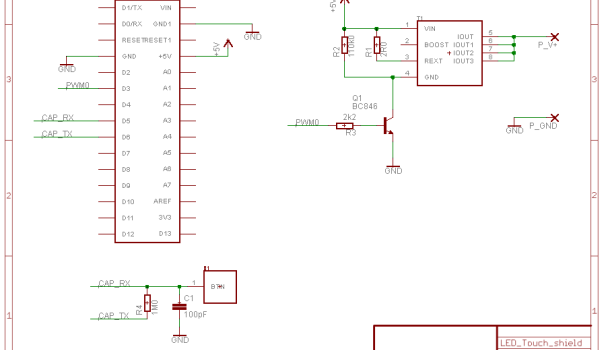 D1/TX VIN
D0/RX GND1
RESET RESET1
GND +5V
D2 A0
D3 A1
D4 A2
D5 A3
D6 A4
D7 A5
D8 A6
D9 A7
D10 AREF
D11 3V3
D12 D13
GND
+5V
GND
PWM0
CAP_RX
CAP_TX
+5V
R2
110k0
R1
2R0
1 VIN
2 BOOST
3 REXT
4 GND
IOUT 5
IOUT1 6
IOUT2 7
IOUT3 8
P_V+
Q1
BC846
PWM0
2k2
R3
GND
GND
P_GND
CAP_RX
CAP_TX
R4
1M0
C1
100pF
GND
1
BTN
3
2
1
3
2
1
LED_Touch_shield